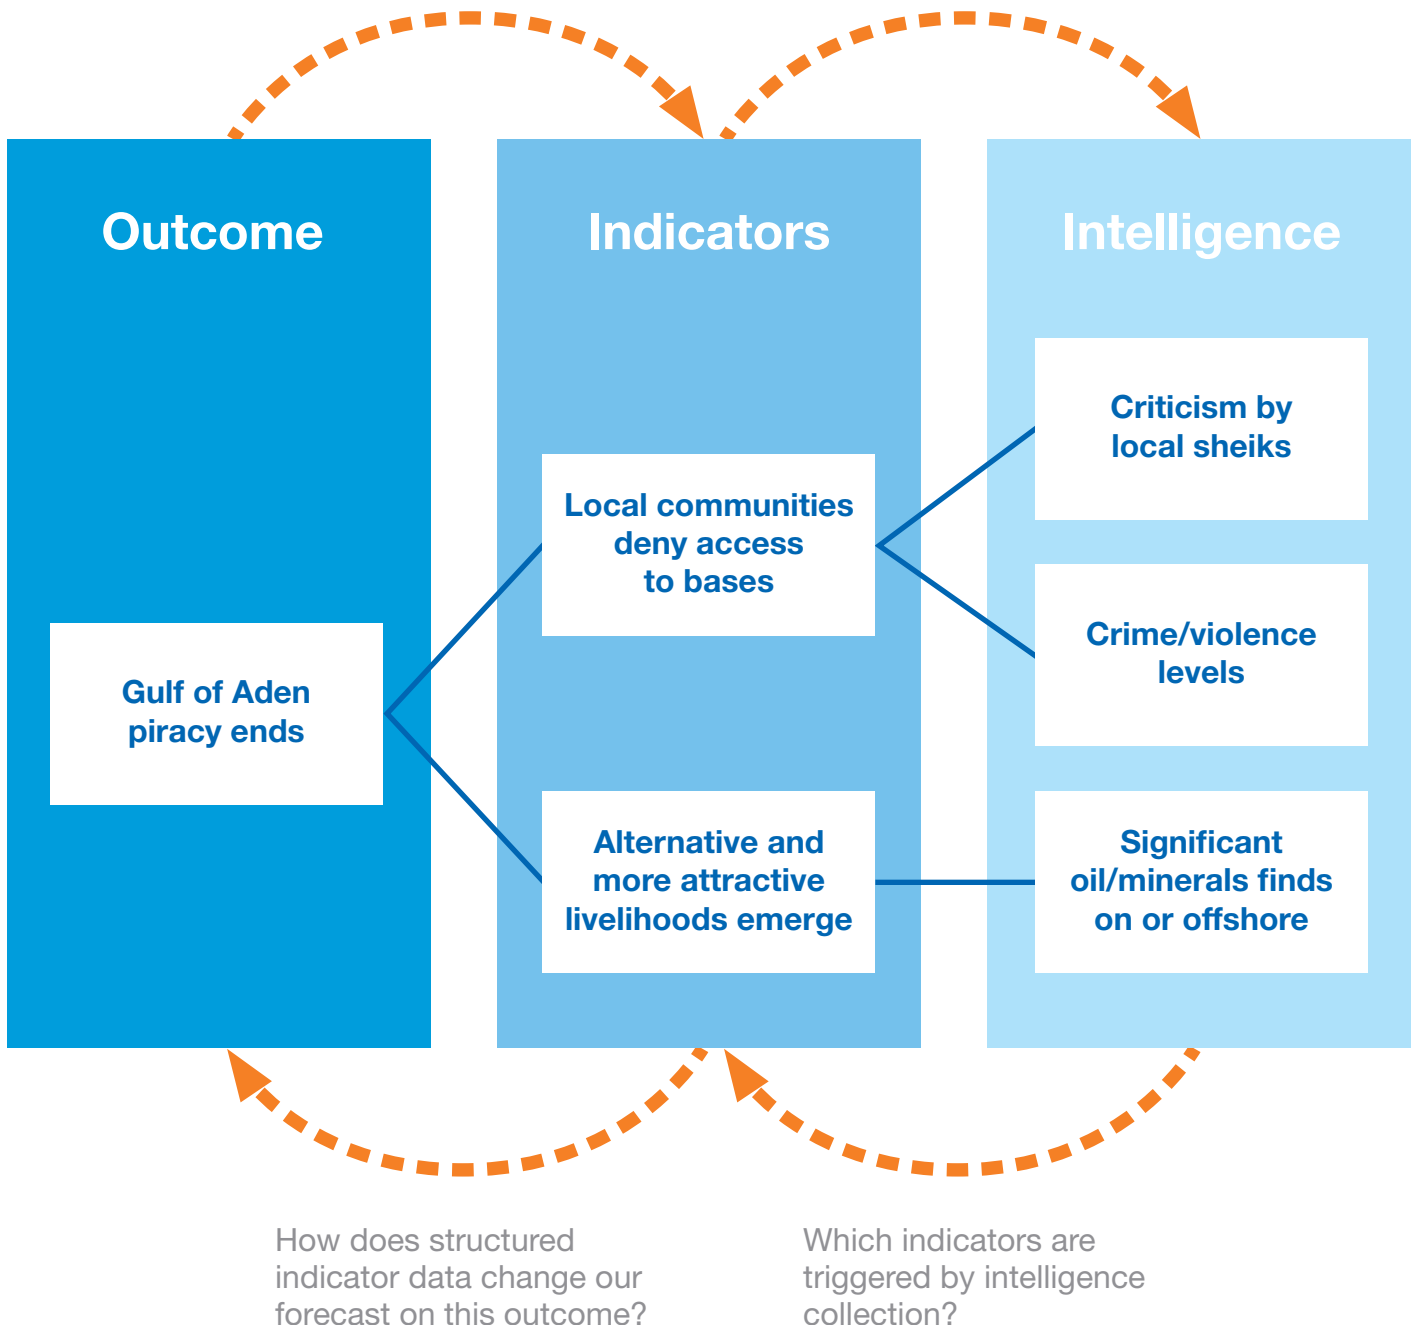 Outcome
Indicators
Intelligence
Gulf of Aden
piracy ends
Local communities
deny access
to bases
Alternative and
more attractive
livelihoods emerge
Criticism by
local sheiks
Crime/violence
levels
Significant
oil/minerals finds
on or offshore
How does structured
indicator data change our
forecast on this outcome?
Which indicators are
triggered by intelligence
collection?